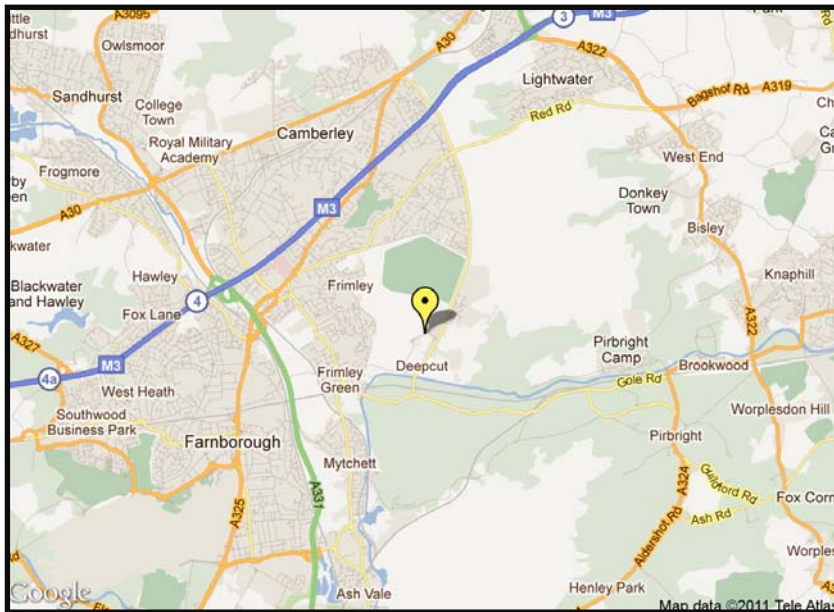 A3095
Owlsmoor
Sandhurst
College
Town
Royal Military
Academy
Camberley
Frogmore
A30
A30
3
M3
A322
Lightwater
Bagshot Rd
A319
Red Rd
West End
Donkey
Town
Bisley
Knaphill
M3
Hawley
Blackwater
and Hawley
Fox Lane
4
Frimley
A327
M3
4a
West Heath
Southwood
Business Park
Farnborough
Frimley
Green
Deepcut
Pirbright
Camp
Brookwood
A322
Gole Rd
Worplesdon Hill
Pirbright
Mytchett
A331
A325
A324
Guildford Rd
Ash Rd
Fox Corn
Aldershot Rd
Worples
Ash Vale
Henley Park
Google
Map data ©2011 Tele Atlas